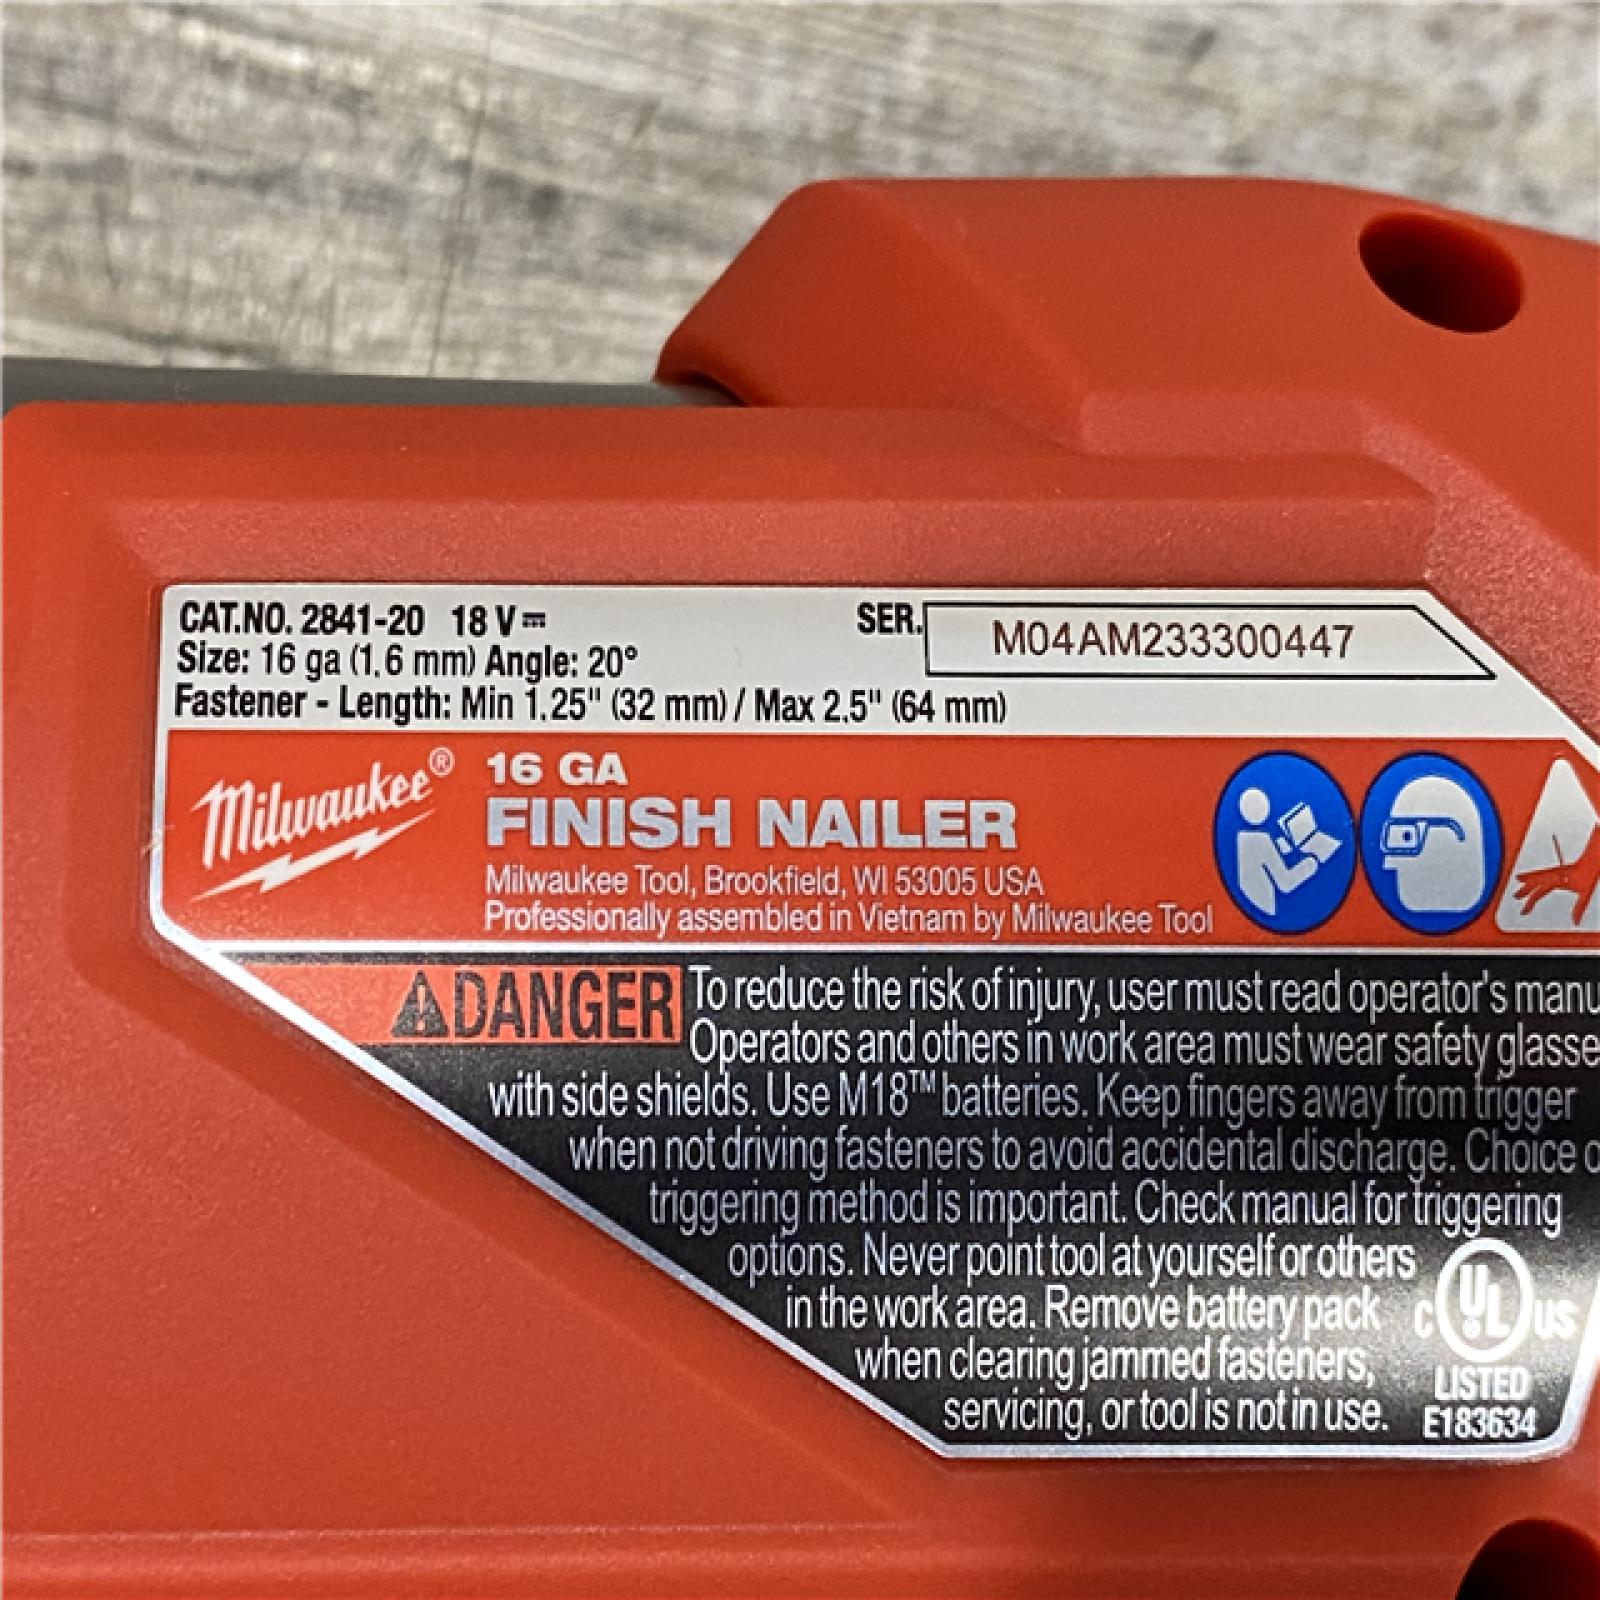 CAT.NO. 2841-20 18 V⎓ SER. M04AM233300447
Size: 16 ga (1.6 mm) Angle: 20°
Fastener - Length: Min 1.25" (32 mm) / Max 2.5" (64 mm)
Milwaukee®
16 GA
FINISH NAILER
Milwaukee Tool, Brookfield, WI 53005 USA
Professionally assembled in Vietnam by Milwaukee Tool
DANGER To reduce the risk of injury, user must read operator's manu
Operators and others in work area must wear safety glasse
with side shields. Use M18™ batteries. Keep fingers away from trigger
when not driving fasteners to avoid accidental discharge. Choice o
triggering method is important. Check manual for triggering
options. Never point tool at yourself or others
in the work area. Remove battery pack
when clearing jammed fasteners,
servicing, or tool is not in use.
C UL US
LISTED
E183634